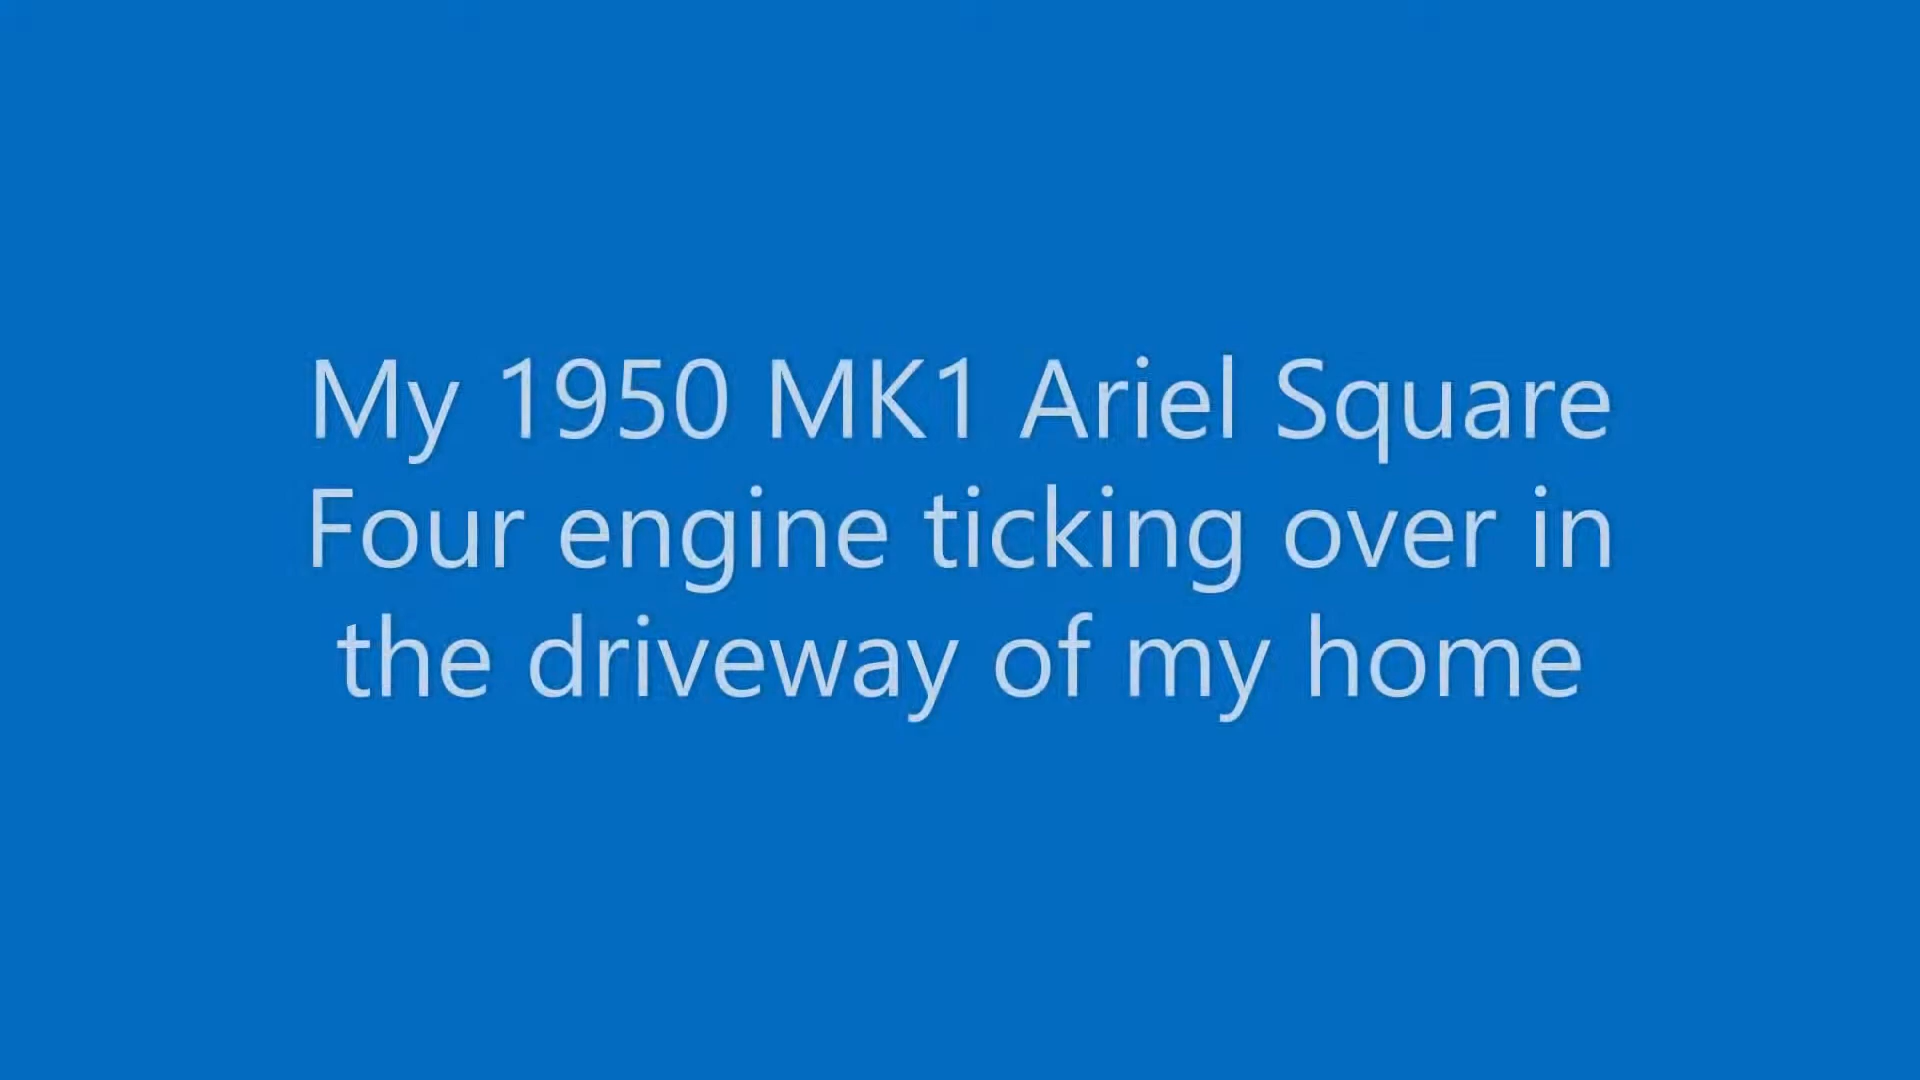 My 1950 MK1 Ariel Square
Four engine ticking over in
the driveway of my home